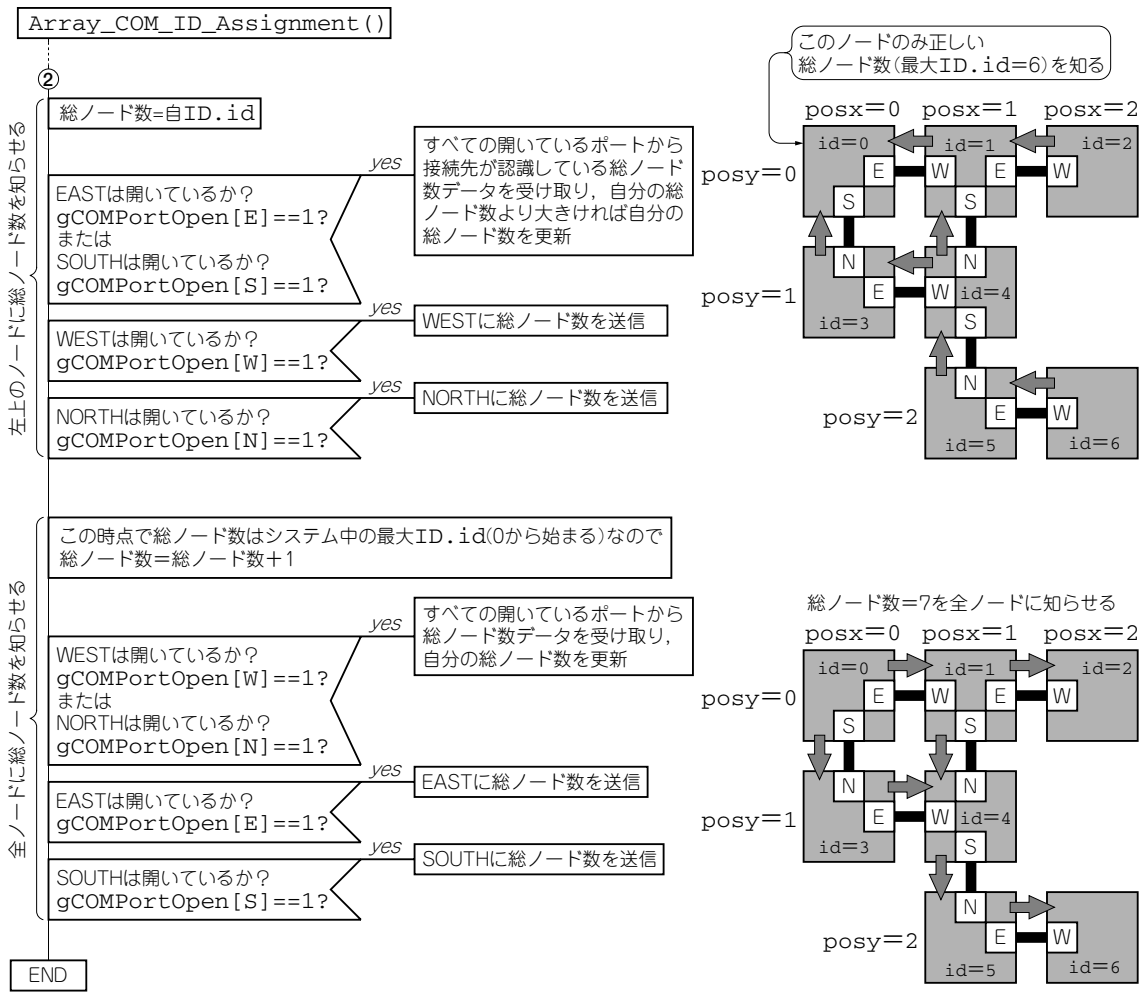 Array_COM_ID_Assignment()
②
左上のノードに総ノード数を知らせる
総ノード数=自ID.id
EASTは開いているか?
gCOMPortOpen[E]==1?
または
SOUTHは開いているか?
gCOMPortOpen[S]==1?
yes
すべての開いているポートから
接続先が認識している総ノード
数データを受け取り，自分の総
ノード数より大きければ自分の
総ノード数を更新
WESTは開いているか?
gCOMPortOpen[W]==1?
yes
WESTに総ノード数を送信
NORTHは開いているか?
gCOMPortOpen[N]==1?
yes
NORTHに総ノード数を送信
このノードのみ正しい
総ノード数(最大ID.id=6)を知る
posx=0 posx=1 posx=2
posy=0
id=0
E
S
W
id=1
E
S
id=2
W
posy=1
N
E
id=3
N
W
id=4
S
posy=2
N
E
id=5
W
id=6
全ノードに総ノード数を知らせる
この時点で総ノード数はシステム中の最大ID.id(0から始まる)なので
総ノード数=総ノード数+1
WESTは開いているか?
gCOMPortOpen[W]==1?
または
NORTHは開いているか?
gCOMPortOpen[N]==1?
yes
すべての開いているポートから
総ノード数データを受け取り，
自分の総ノード数を更新
EASTは開いているか?
gCOMPortOpen[E]==1?
yes
EASTに総ノード数を送信
SOUTHは開いているか?
gCOMPortOpen[S]==1?
yes
SOUTHに総ノード数を送信
END
総ノード数=7を全ノードに知らせる
posx=0 posx=1 posx=2
posy=0
id=0
E
S
W
id=1
E
S
id=2
W
posy=1
N
E
id=3
N
W
id=4
S
posy=2
N
E
id=5
W
id=6